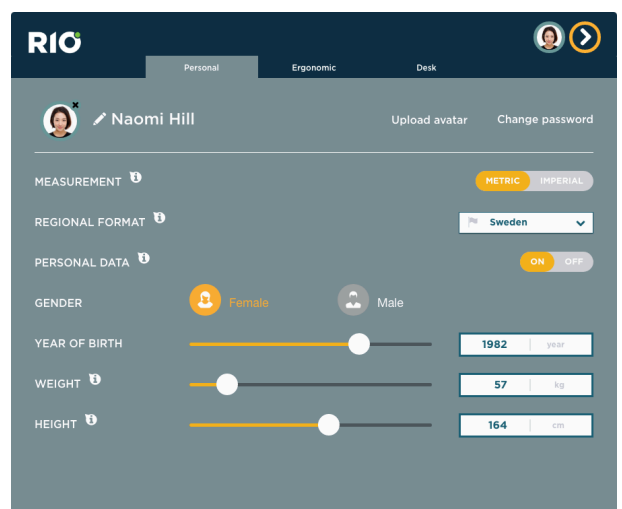 RIO
Personal Ergonomic Desk
Naomi Hill Upload avatar Change password
MEASUREMENT METRIC IMPERIAL
REGIONAL FORMAT Sweden
PERSONAL DATA ON OFF
GENDER Female Male
YEAR OF BIRTH 1982 year
WEIGHT 57 kg
HEIGHT 164 cm